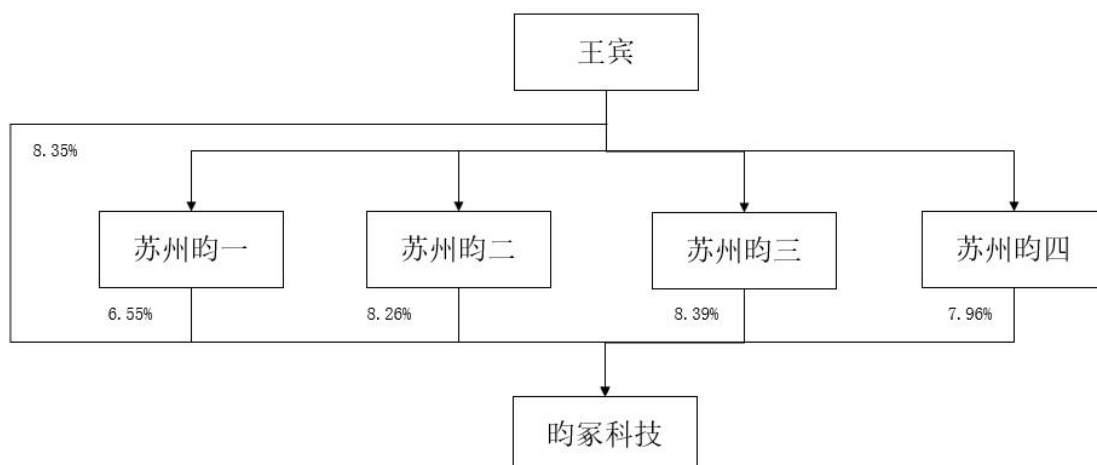 王宾
8.35%
苏州昀一
苏州昀二
苏州昀三
苏州昀四
6.55%
8.26%
8.39%
7.96%
昀冢科技